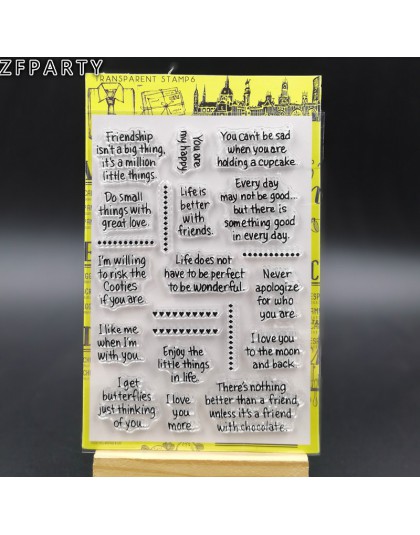 ZFPARTY
TRANSPARENT STAMPS
Friendship
isn't a big thing,
it's a million
little things.
You are
my happy.
You can't be sad
when you are
holding a cupcake.
Do small
things with
great love.
Life is
better
with
friends.
Every day
may not be good...
but there is
something good
in every day.
I'm willing
to risk the
Cooties
if you are.
Life does not
have to be perfect
to be wonderful.
Never
apologize
for who
you are.
I like me
when I'm
with you.
Enjoy the
little things
in life.
I love you
to the moon
and back.
I get
butterflies
just thinking
of you.
I love
you
more.
There's nothing
better than a friend,
unless it's a friend
with chocolate.